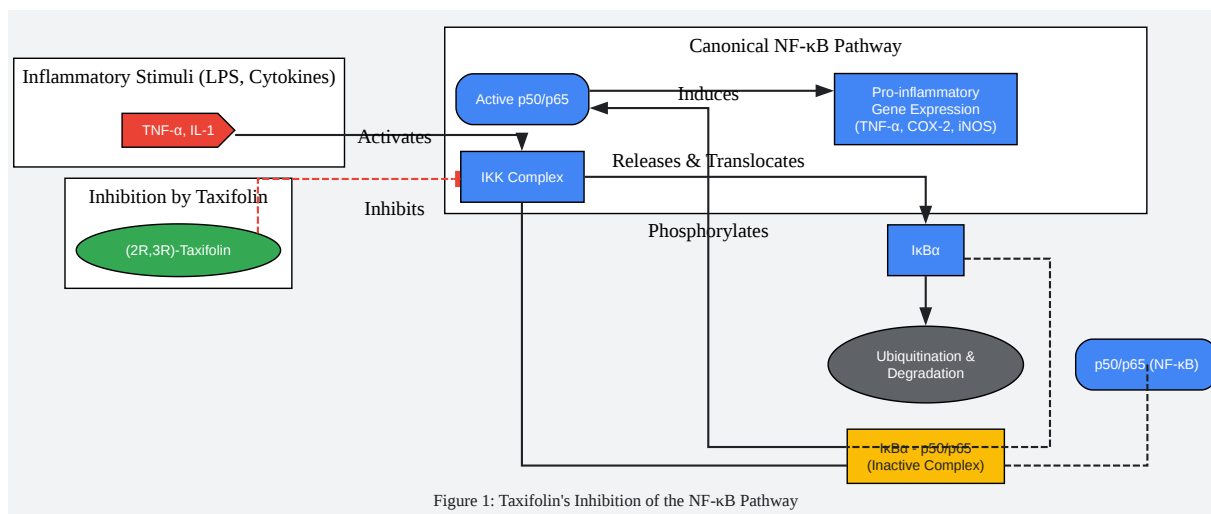 Canonical NF-κB Pathway
Inflammatory Stimuli (LPS, Cytokines)
Active p50/p65
Induces
Pro-inflammatory
Gene Expression
(TNF-α, COX-2, iNOS)
TNF-α, IL-1
Activates
Releases & Translocates
IKK Complex
Inhibition by Taxifolin
Inhibits
Phosphorylates
(2R,3R)-Taxifolin
IκBα
Ubiquitination &
Degradation
p50/p65 (NF-κB)
IκBα - p50/p65
(Inactive Complex)
Figure 1: Taxifolin's Inhibition of the NF-κB Pathway